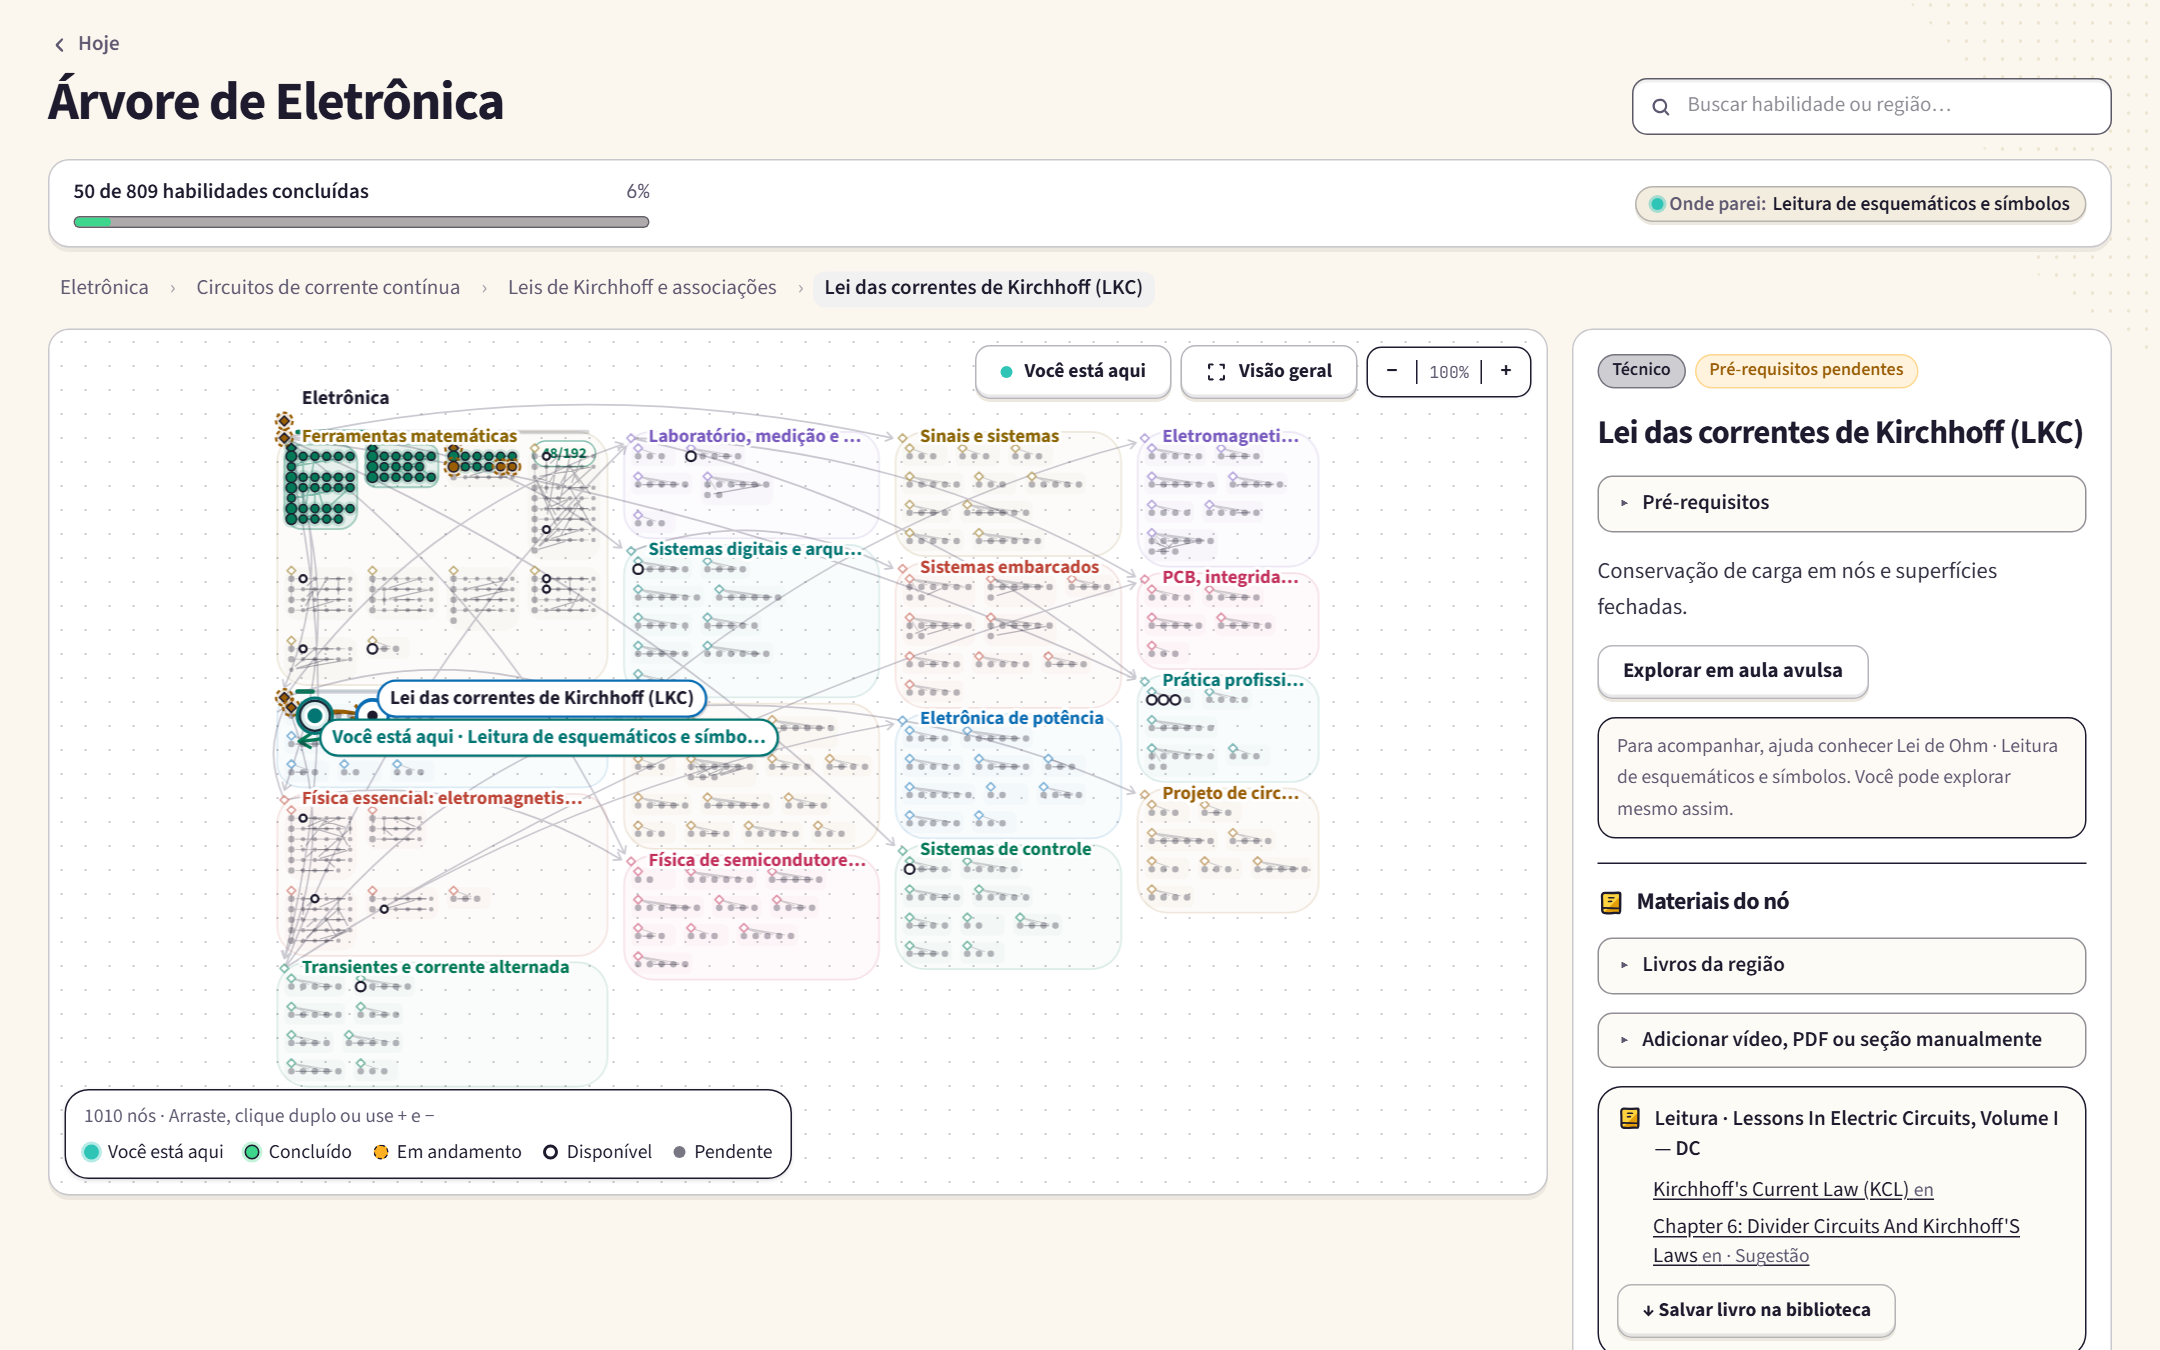 Hoje
Árvore de Eletrônica
Buscar habilidade ou região…
50 de 809 habilidades concluídas
6%
Onde parei: Leitura de esquemáticos e símbolos
Eletrônica › Circuitos de corrente contínua › Leis de Kirchhoff e associações › Lei das correntes de Kirchhoff (LKC)
Você está aqui
Visão geral
− 100% +
Eletrônica
Ferramentas matemáticas
Laboratório, medição e …
Sinais e sistemas
Eletromagneti…
8/192
Sistemas digitais e arqu…
Sistemas embarcados
PCB, integrida…
Lei das correntes de Kirchhoff (LKC)
Prática profissi…
Você está aqui · Leitura de esquemáticos e símbo…
Eletrônica de potência
Física essencial: eletromagnetis…
Projeto de circ…
Física de semicondutore…
Sistemas de controle
Transientes e corrente alternada
1010 nós · Arraste, clique duplo ou use + e −
Você está aqui
Concluído
Em andamento
Disponível
Pendente
Técnico
Pré-requisitos pendentes
Lei das correntes de Kirchhoff (LKC)
Pré-requisitos
Conservação de carga em nós e superfícies
fechadas.
Explorar em aula avulsa
Para acompanhar, ajuda conhecer Lei de Ohm · Leitura
de esquemáticos e símbolos. Você pode explorar
mesmo assim.
Materiais do nó
Livros da região
Adicionar vídeo, PDF ou seção manualmente
Leitura · Lessons In Electric Circuits, Volume I
— DC
Kirchhoff's Current Law (KCL) en
Chapter 6: Divider Circuits And Kirchhoff'S
Laws en · Sugestão
↓ Salvar livro na biblioteca